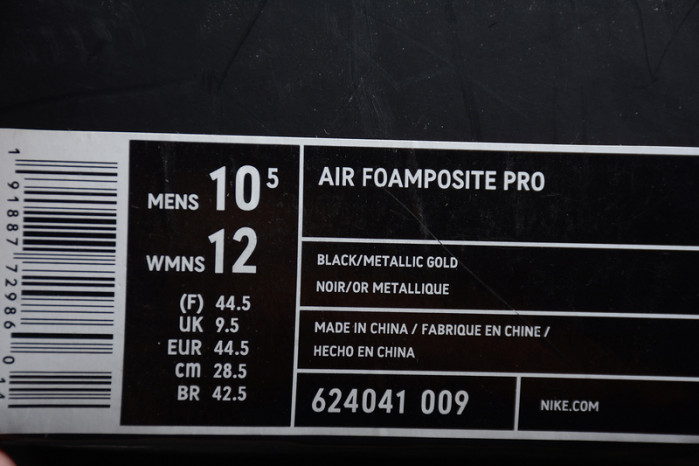 1 91887 72986 0 14
MENS 10 5
WMNS 12
(F) 44.5
UK 9.5
EUR 44.5
cm 28.5
BR 42.5
AIR FOAMPOSITE PRO
BLACK/METALLIC GOLD
NOIR/OR METALLIQUE
MADE IN CHINA / FABRIQUE EN CHINE /
HECHO EN CHINA
624041 009
NIKE.COM